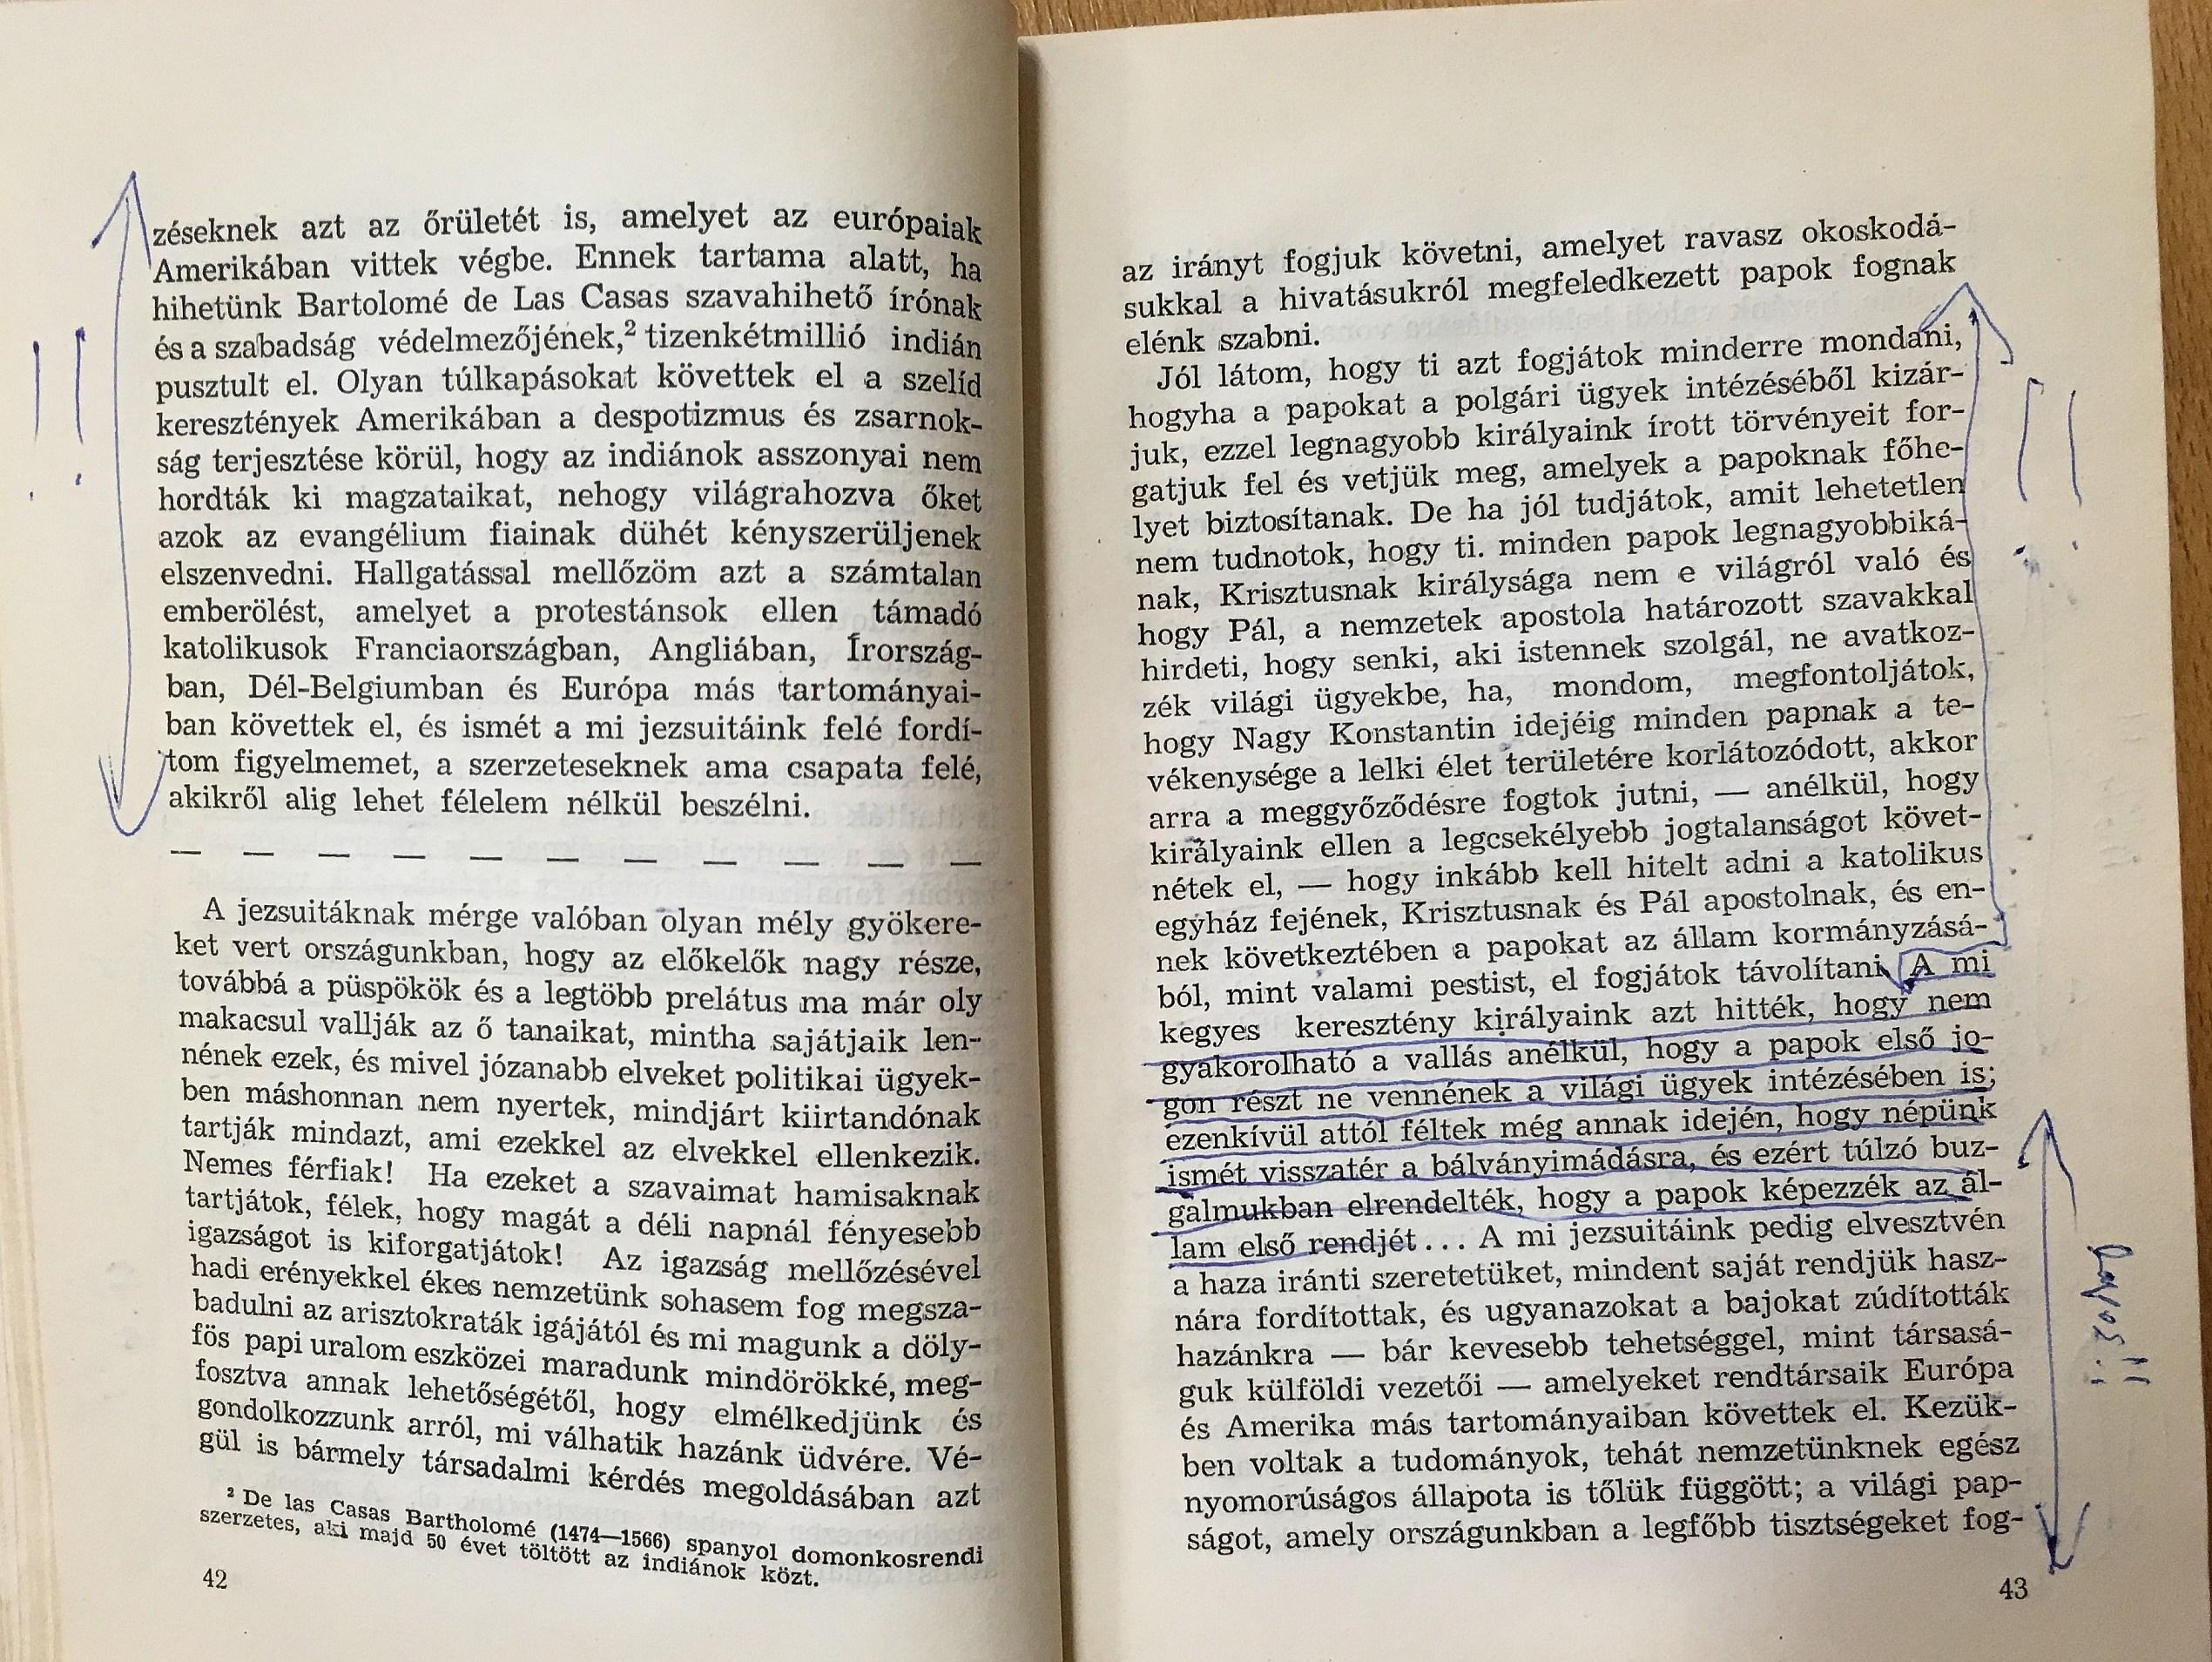 zéseknek azt az őrületét is, amelyet az európaiak
Amerikában vittek végbe. Ennek tartama alatt, ha
hihetünk Bartolomé de Las Casas szavahihető írónak
és a szabadság védelmezőjének,² tizenkétmillió indián
pusztult el. Olyan túlkapásokat követtek el a szelíd
keresztények Amerikában a despotizmus és zsarnok-
ság terjesztése körül, hogy az indiánok asszonyai nem
hordták ki magzataikat, nehogy világrahozva őket
azok az evangélium fiainak dühét kényszerüljenek
elszenvedni. Hallgatással mellőzöm azt a számtalan
emberölést, amelyet a protestánsok ellen támadó
katolikusok Franciaországban, Angliában, Írország-
ban, Dél-Belgiumban és Európa más tartományai-
ban követtek el, és ismét a mi jezsuitáink felé fordí-
tom figyelmemet, a szerzeteseknek ama csapata felé,
akikről alig lehet félelem nélkül beszélni.
— — — — — — — — — — —
A jezsuitáknak mérge valóban olyan mély gyökere-
ket vert országunkban, hogy az előkelők nagy része,
továbbá a püspökök és a legtöbb prelátus ma már oly
makacsul vallják az ő tanaikat, mintha sajátjaik len-
nének ezek, és mivel józanabb elveket politikai ügyek-
ben máshonnan nem nyertek, mindjárt kiirtandónak
tartják mindazt, ami ezekkel az elvekkel ellenkezik.
Nemes férfiak! Ha ezeket a szavaimat hamisaknak
tartjátok, félek, hogy magát a déli napnál fényesebb
igazságot is kiforgatjátok! Az igazság mellőzésével
hadi erényekkel ékes nemzetünk sohasem fog megsza-
badulni az arisztokraták igájától és mi magunk a döly-
fös papi uralom eszközei maradunk mindörökké, meg-
fosztva annak lehetőségétől, hogy elmélkedjünk és
gondolkozzunk arról, mi válhatik hazánk üdvére. Vé-
gül is bármely társadalmi kérdés megoldásában azt
² De las Casas Bartholomé (1474—1566) spanyol domonkosrendi
szerzetes, aki majd 50 évet töltött az indiánok közt.
42
az irányt fogjuk követni, amelyet ravasz okoskodá-
sukkal a hivatásukról megfeledkezett papok fognak
elénk szabni.
Jól látom, hogy ti azt fogjátok minderre mondani,
hogyha a papokat a polgári ügyek intézéséből kizár-
juk, ezzel legnagyobb királyaink írott törvényeit for-
gatjuk fel és vetjük meg, amelyek a papoknak főhe-
lyet biztosítanak. De ha jól tudjátok, amit lehetetlen
nem tudnotok, hogy ti. minden papok legnagyobbiká-
nak, Krisztusnak királysága nem e világról való és
hogy Pál, a nemzetek apostola határozott szavakkal
hirdeti, hogy senki, aki istennek szolgál, ne avatkoz-
zék világi ügyekbe, ha, mondom, megfontoljátok,
hogy Nagy Konstantin idejéig minden papnak a te-
vékenysége a lelki élet területére korlátozódott, akkor
arra a meggyőződésre fogtok jutni, — anélkül, hogy
királyaink ellen a legcsekélyebb jogtalanságot követ-
nétek el, — hogy inkább kell hitelt adni a katolikus
egyház fejének, Krisztusnak és Pál apostolnak, és en-
nek következtében a papokat az állam kormányzásá-
ból, mint valami pestist, el fogjátok távolítani. A mi
kegyes keresztény királyaink azt hitték, hogy nem
gyakorolható a vallás anélkül, hogy a papok első jo-
gon részt ne vennének a világi ügyek intézésében is;
ezenkívül attól féltek még annak idején, hogy népünk
ismét visszatér a bálványimádásra, és ezért túlzó buz-
galmukban elrendelték, hogy a papok képezzék az ál-
lam első rendjét... A mi jezsuitáink pedig elvesztvén
a haza iránti szeretetüket, mindent saját rendjük hasz-
nára fordítottak, és ugyanazokat a bajokat zúdították
hazánkra — bár kevesebb tehetséggel, mint társasá-
guk külföldi vezetői — amelyeket rendtársaik Európa
és Amerika más tartományaiban követtek el. Kezük-
ben voltak a tudományok, tehát nemzetünknek egész
nyomorúságos állapota is tőlük függött; a világi pap-
ságot, amely országunkban a legfőbb tisztségeket fog-
43
!!
!!